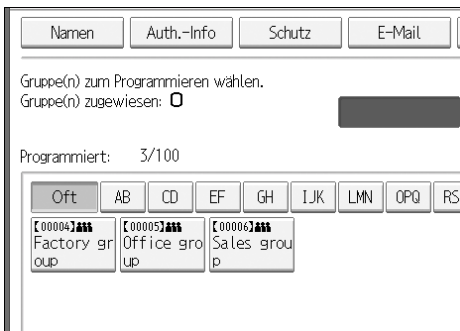 Namen Auth.-Info Schutz E-Mail
Gruppe(n) zum Programmieren wählen.
Gruppe(n) zugewiesen: 0
Programmiert: 3/100
Oft AB CD EF GH IJK LMN OPQ RS
【00004】 【00005】 【00006】
Factory gr Office gro Sales grou
oup up p